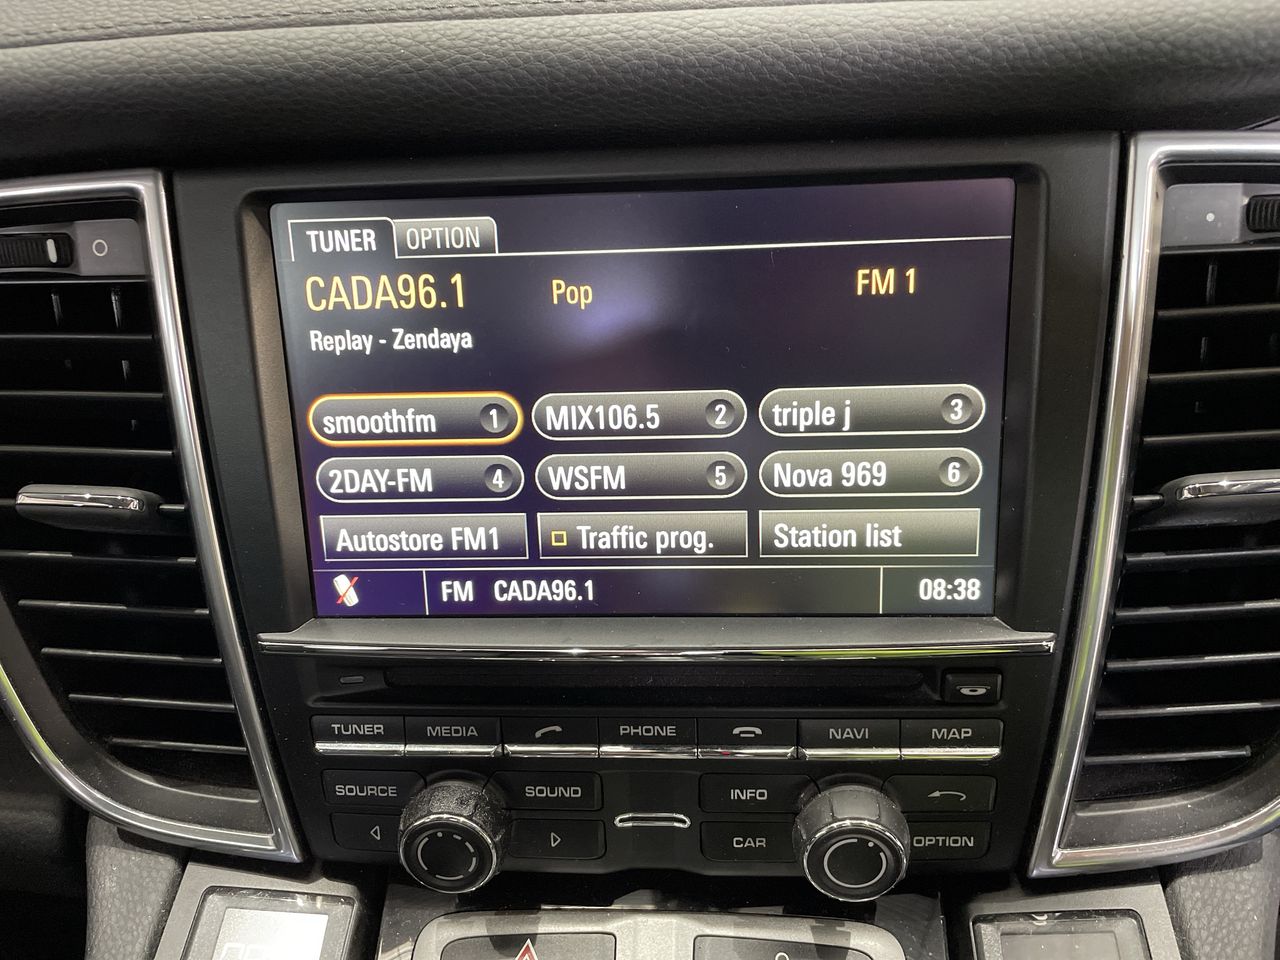 TUNER OPTION
CADA96.1 Pop FM 1
Replay - Zendaya
smoothfm 1 MIX106.5 2 triple j 3
2DAY-FM 4 WSFM 5 Nova 969 6
Autostore FM1 Traffic prog. Station list
FM CADA96.1 08:38
TUNER MEDIA PHONE NAVI MAP
SOURCE SOUND INFO
CAR OPTION